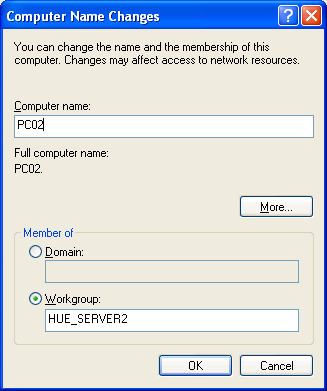 Computer Name Changes
You can change the name and the membership of this
computer. Changes may affect access to network resources.
Computer name:
PC02
Full computer name:
PC02.
More...
Member of
Domain:
Workgroup:
HUE_SERVER2
OK Cancel